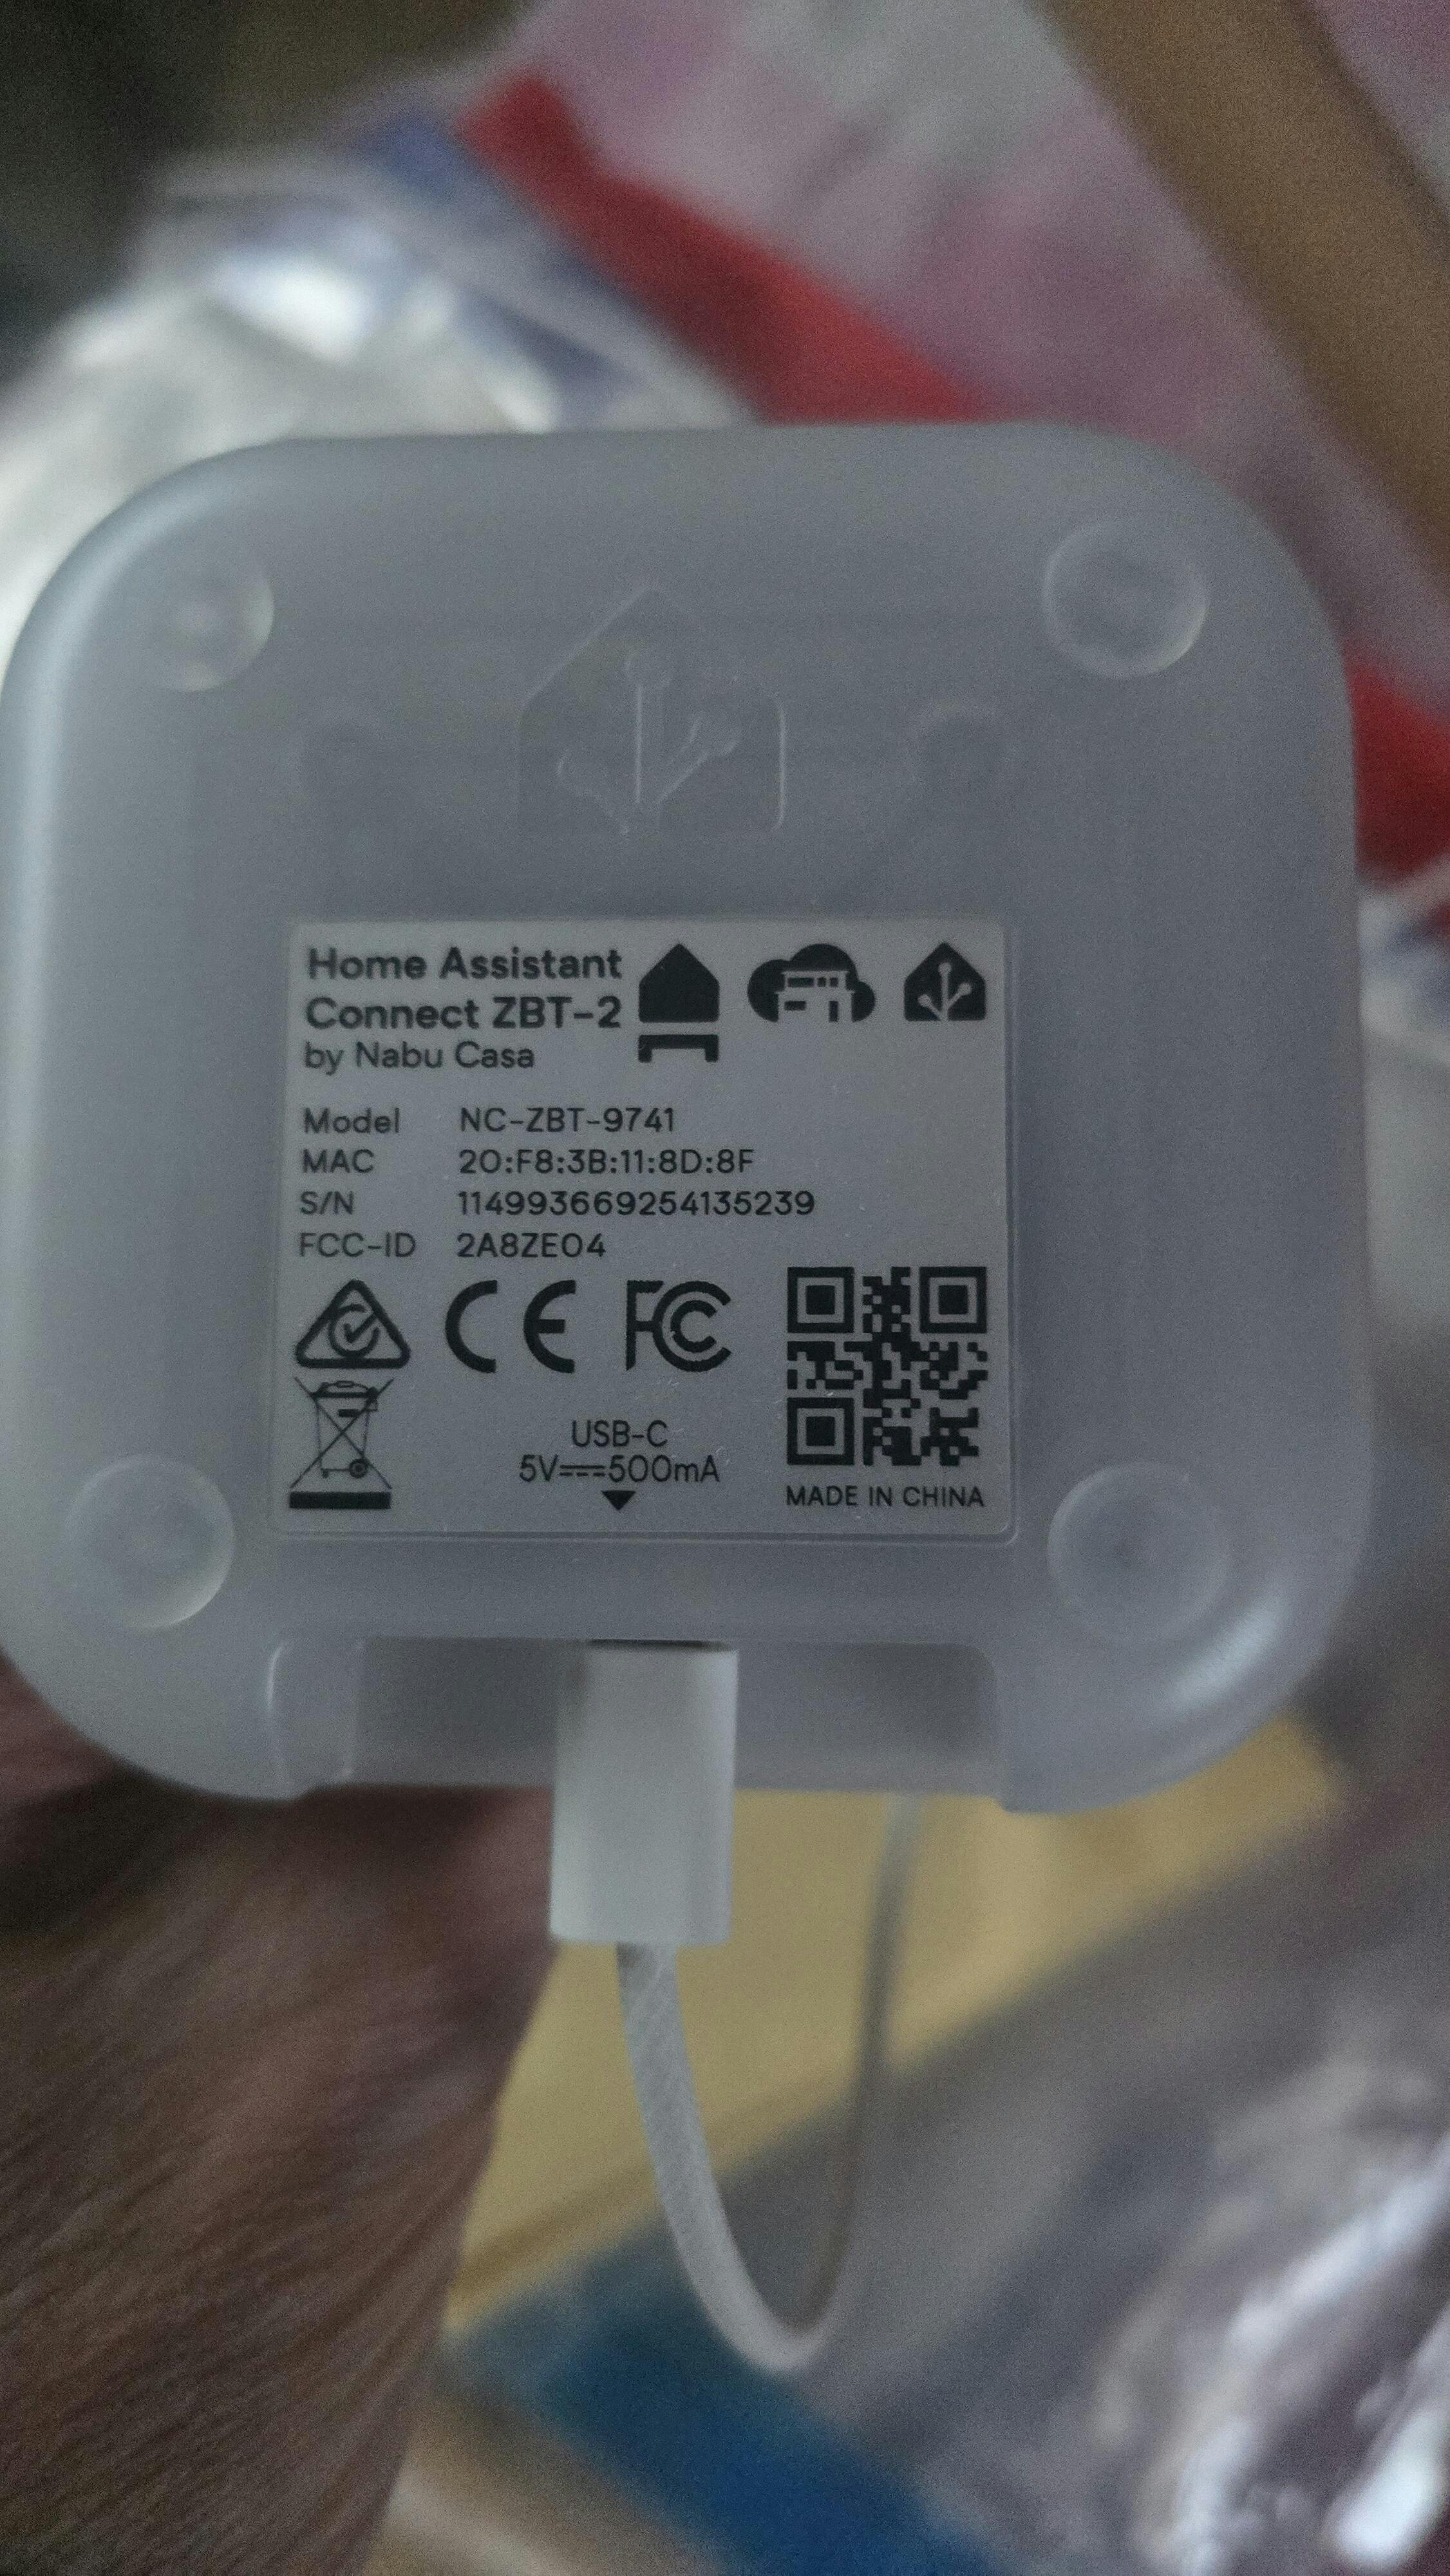 Home Assistant
Connect ZBT-2
by Nabu Casa
Model NC-ZBT-9741
MAC 20:F8:3B:11:8D:8F
S/N 114993669254135239
FCC-ID 2A8ZE04
CE FC
USB-C
5V⎓500mA
MADE IN CHINA